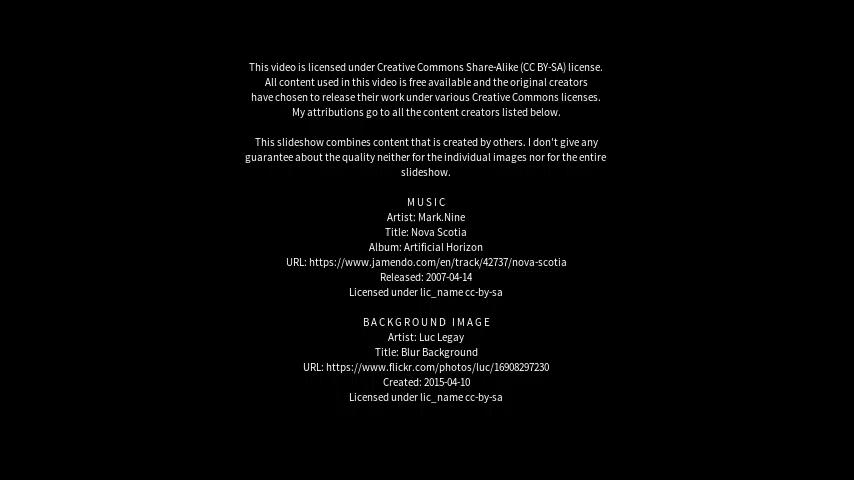 This video is licensed under Creative Commons Share-Alike (CC BY-SA) license.
All content used in this video is free available and the original creators
have chosen to release their work under various Creative Commons licenses.
My attributions go to all the content creators listed below.
This slideshow combines content that is created by others. I don't give any
guarantee about the quality neither for the individual images nor for the entire
slideshow.
MUSIC
Artist: Mark.Nine
Title: Nova Scotia
Album: Artificial Horizon
URL: https://www.jamendo.com/en/track/42737/nova-scotia
Released: 2007-04-14
Licensed under lic_name cc-by-sa
BACKGROUND IMAGE
Artist: Luc Legay
Title: Blur Background
URL: https://www.flickr.com/photos/luc/16908297230
Created: 2015-04-10
Licensed under lic_name cc-by-sa